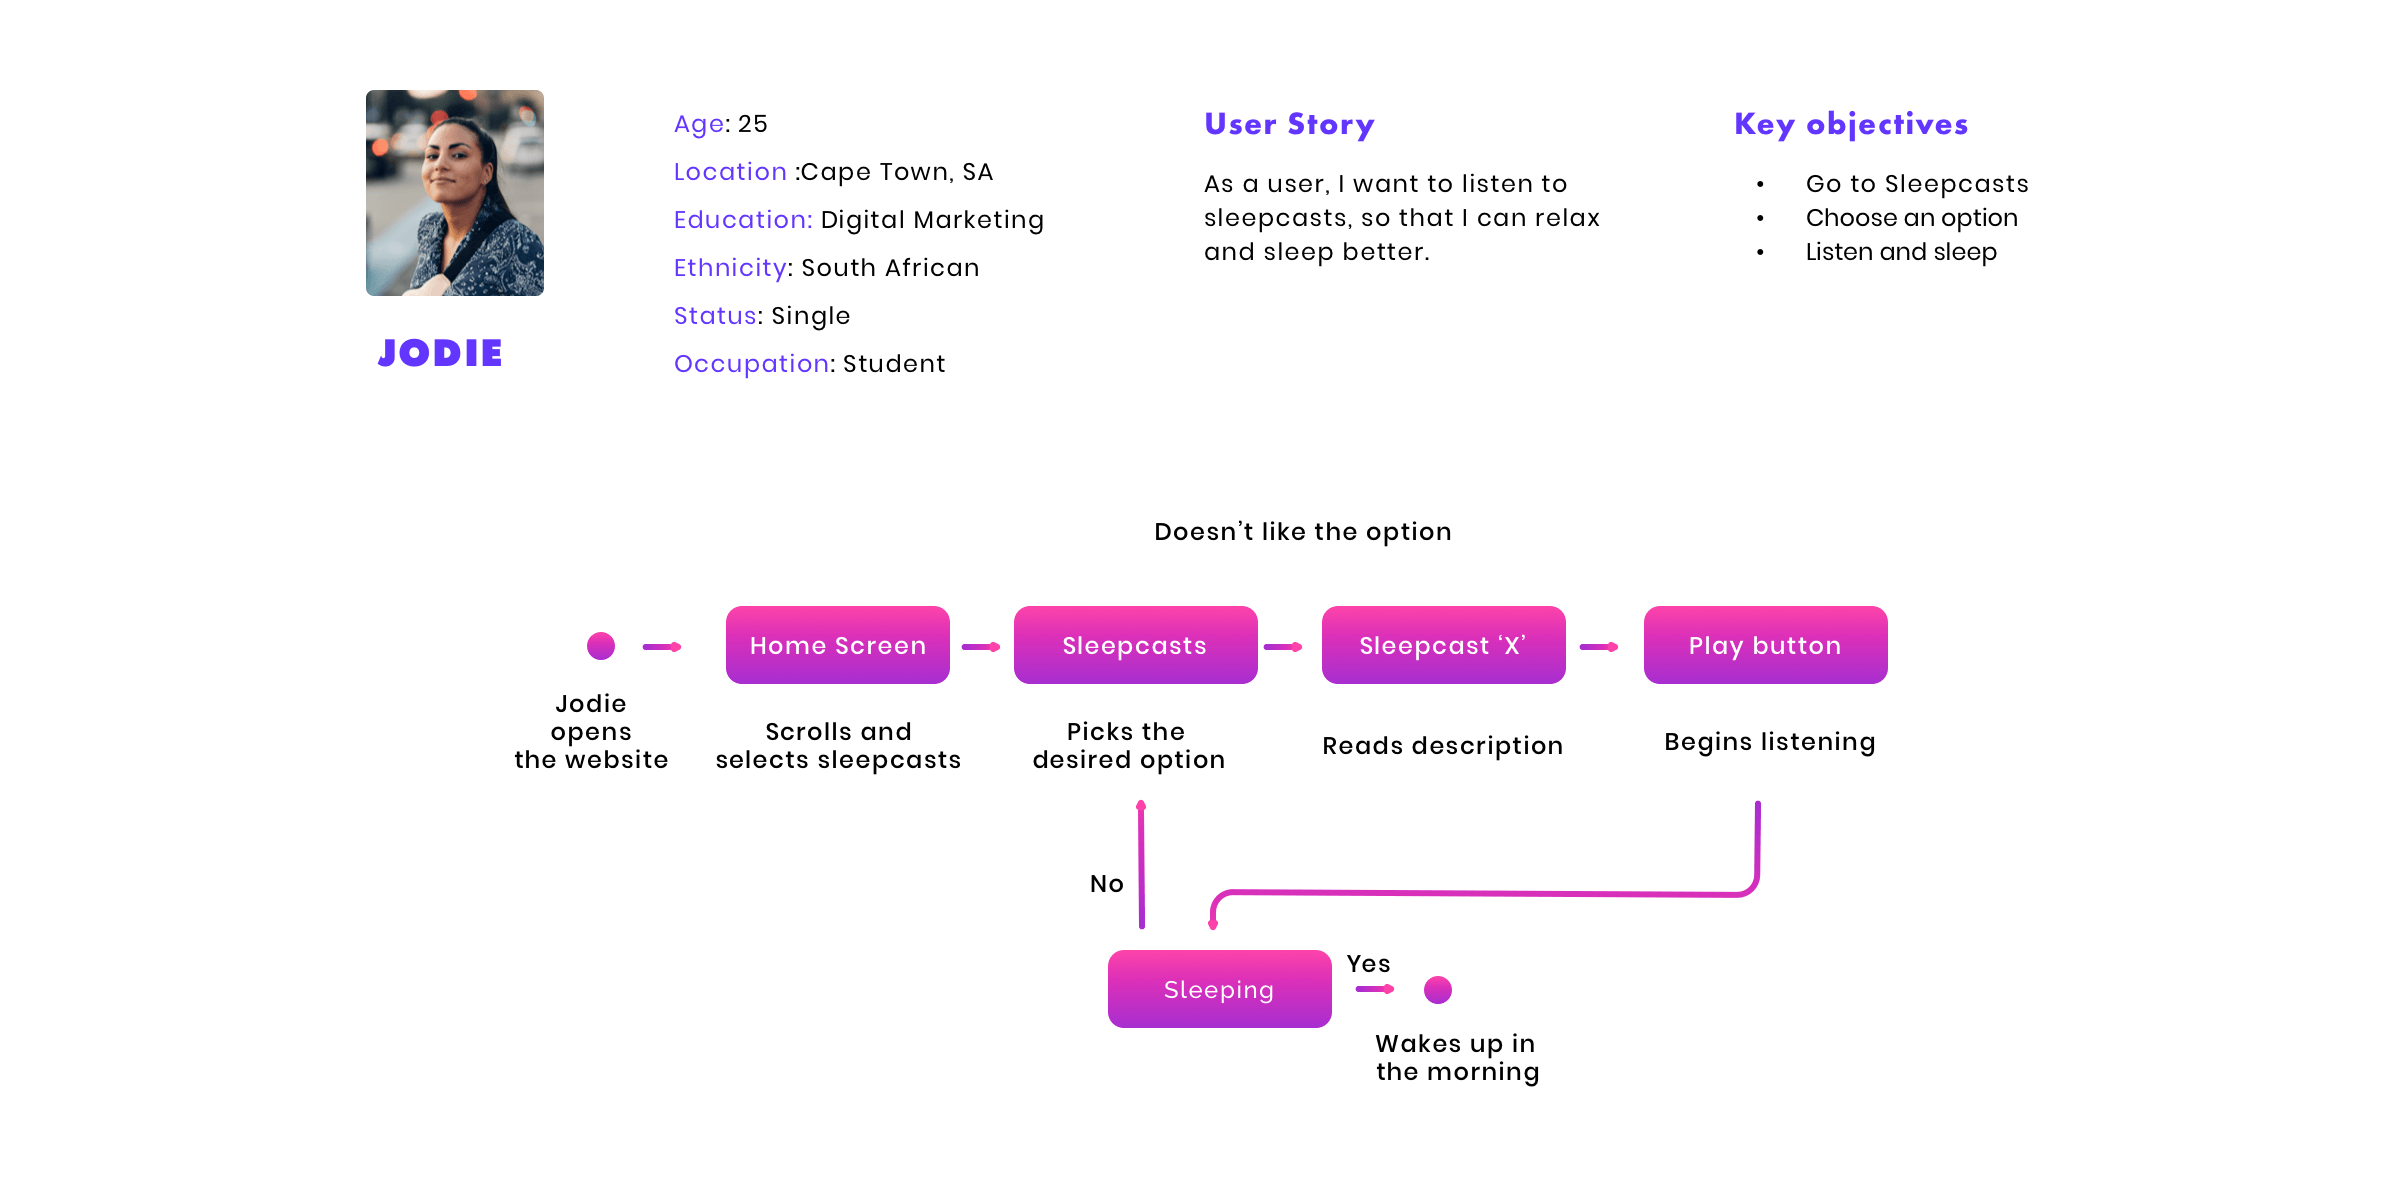 JODIE
Age: 25
Location :Cape Town, SA
Education: Digital Marketing
Ethnicity: South African
Status: Single
Occupation: Student
User Story
As a user, I want to listen to
sleepcasts, so that I can relax
and sleep better.
Key objectives
• Go to Sleepcasts
• Choose an option
• Listen and sleep
Doesn’t like the option
Home Screen
Sleepcasts
Sleepcast ‘X’
Play button
Jodie
opens
the website
Scrolls and
selects sleepcasts
Picks the
desired option
Reads description
Begins listening
No
Sleeping
Yes
Wakes up in
the morning